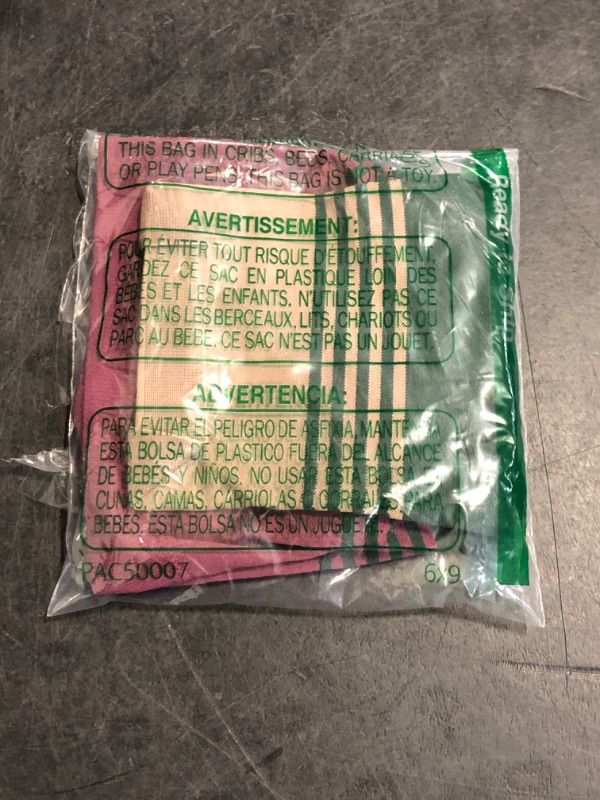 THIS BAG IN CRIBS, BEDS, CARRIAGES
OR PLAY PENS. THIS BAG IS NOT A TOY.
AVERTISSEMENT:
POUR ÉVITER TOUT RISQUE D'ÉTOUFFEMENT,
GARDEZ CE SAC EN PLASTIQUE LOIN DES
BÉBÉS ET LES ENFANTS. N'UTILISEZ PAS CE
SAC DANS LES BERCEAUX, LITS, CHARIOTS OU
PARC AU BEBE. CE SAC N'EST PAS UN JOUET.
ADVERTENCIA:
PARA EVITAR EL PELIGRO DE ASFIXIA, MANTENGA
ESTA BOLSA DE PLASTICO FUERA DEL ALCANCE
DE BEBES Y NIÑOS. NO USAR ESTA BOLSA EN
CUNAS, CAMAS, CARRIOLAS O CORRALES PARA
BEBÉS. ESTA BOLSA NO ES UN JUGUETE.
PAC50007
6x9
Ready
Ship